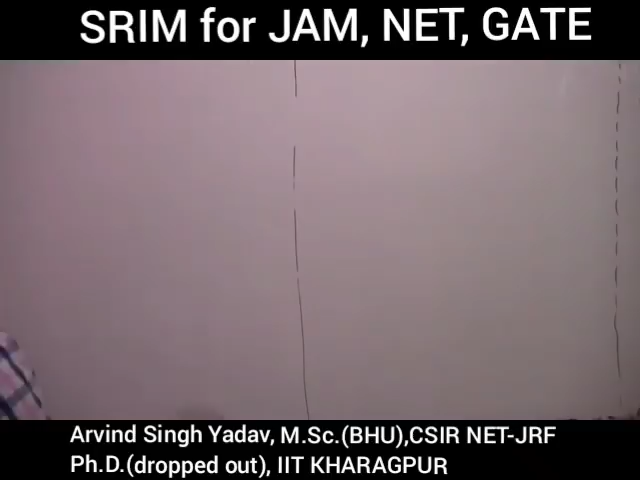 SRIM for JAM, NET, GATE
Arvind Singh Yadav, M.Sc.(BHU),CSIR NET-JRF
Ph.D.(dropped out), IIT KHARAGPUR